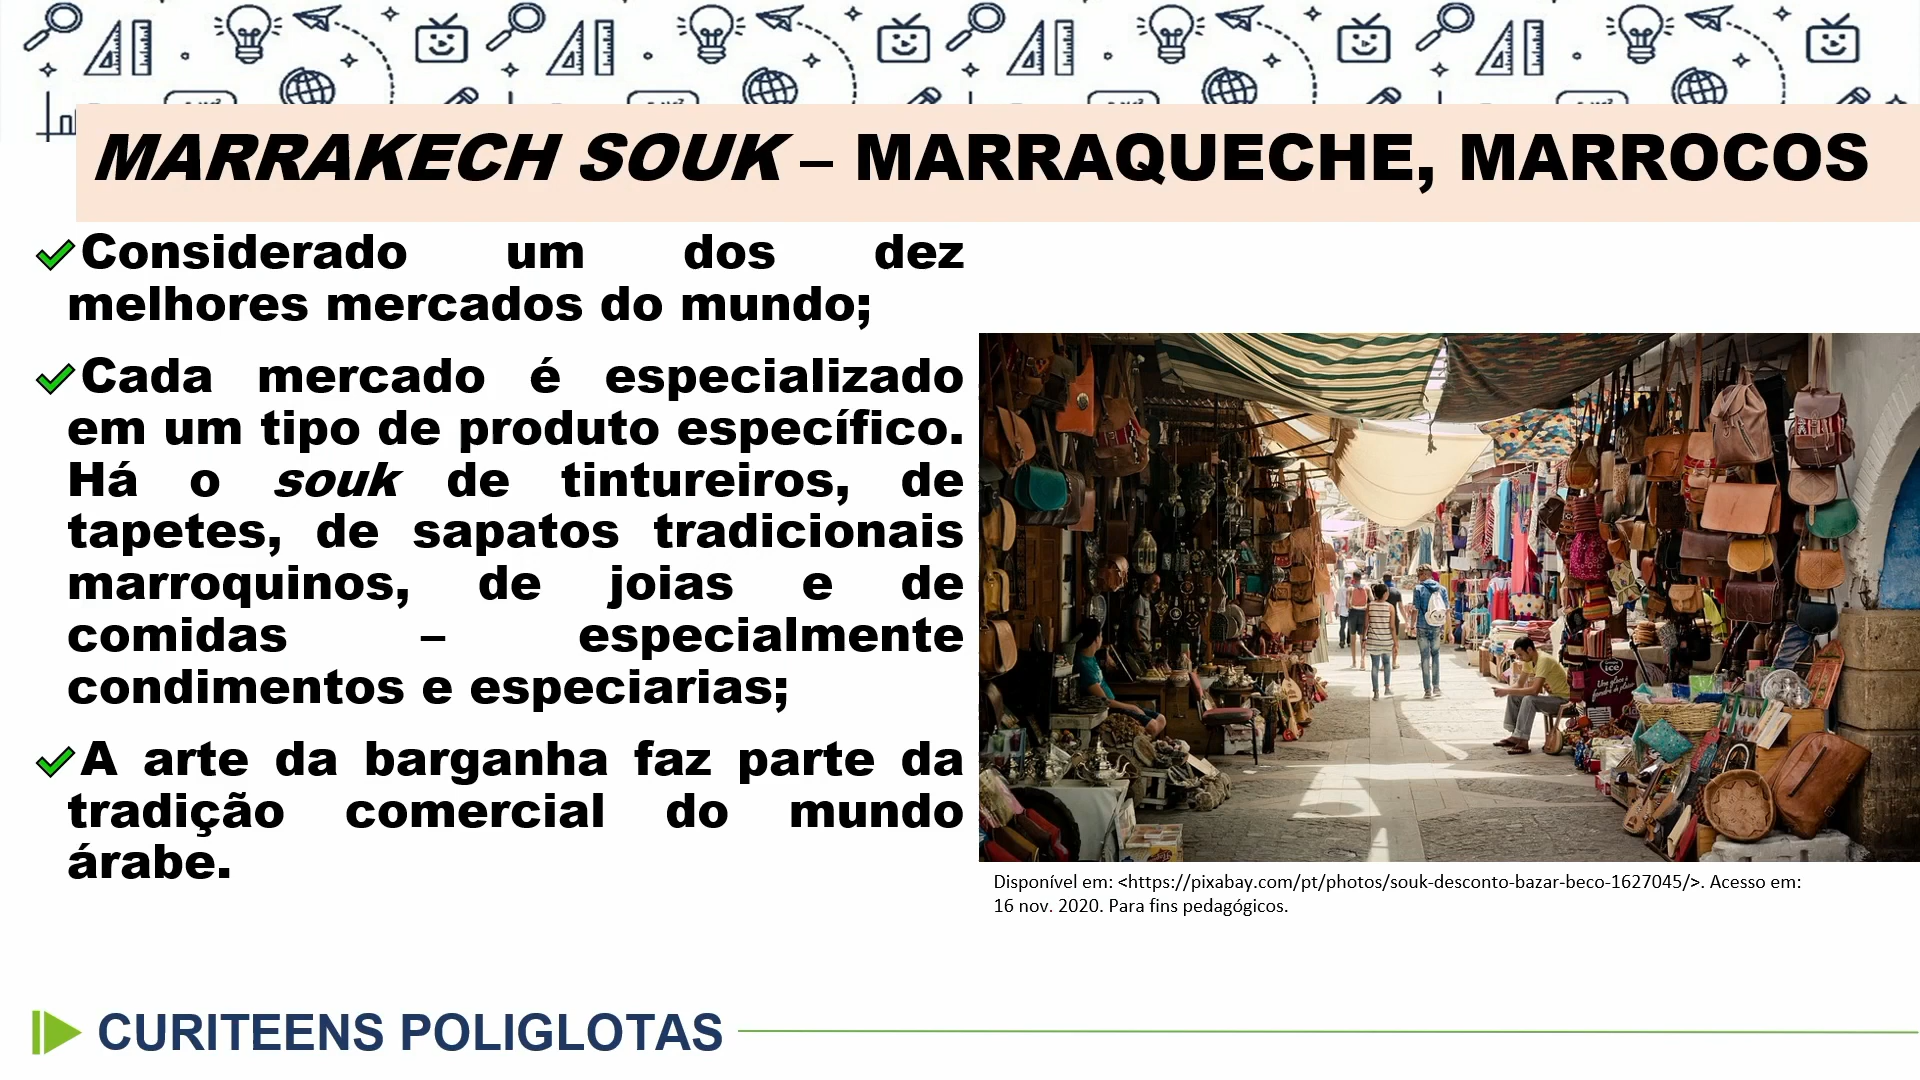 MARRAKECH SOUK – MARRAQUECHE, MARROCOS
Considerado um dos dez
melhores mercados do mundo;
Cada mercado é especializado
em um tipo de produto específico.
Há o souk de tintureiros, de
tapetes, de sapatos tradicionais
marroquinos, de joias e de
comidas – especialmente
condimentos e especiarias;
A arte da barganha faz parte da
tradição comercial do mundo
árabe.
ice
Disponível em: <https://pixabay.com/pt/photos/souk-desconto-bazar-beco-1627045/>. Acesso em:
16 nov. 2020. Para fins pedagógicos.
CURITEENS POLIGLOTAS